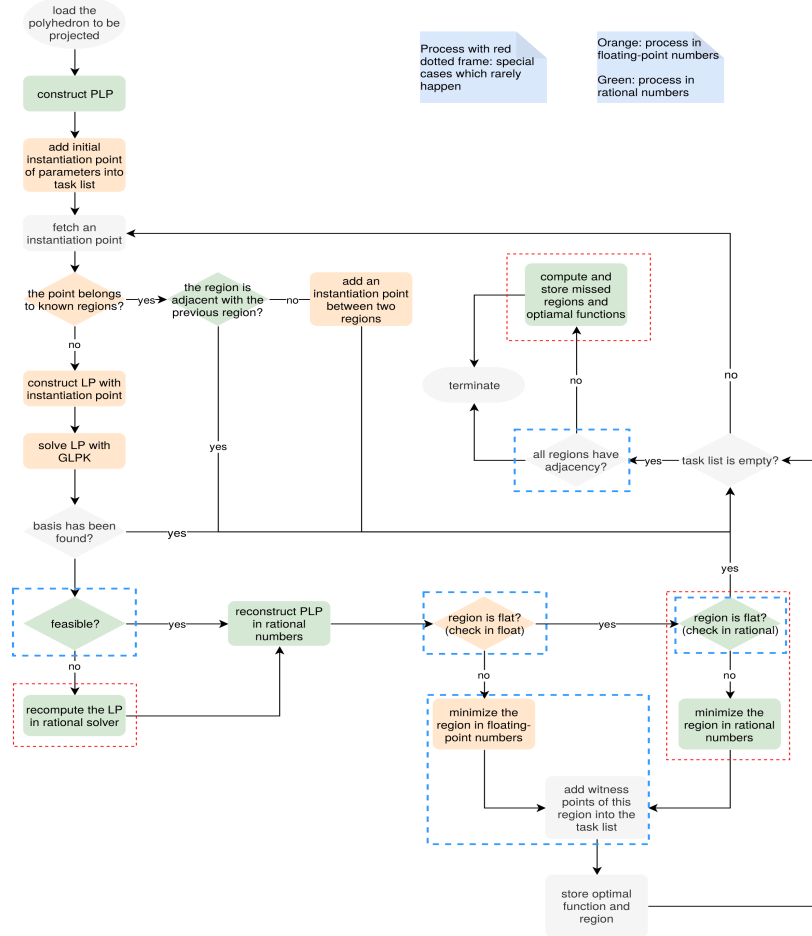 load the
polyhedron to be
projected
Process with red
dotted frame: special
cases which rarely
happen
Orange: process in
floating-point numbers
Green: process in
rational numbers
construct PLP
add initial
instantiation point
of parameters into
task list
fetch an
instantiation point
the point belongs
to known regions?
yes
the region is
adjacent with the
previous region?
no
add an
instantiation point
between two
regions
compute and
store missed
regions and
optiamal functions
no
construct LP with
instantiation point
terminate
no
no
solve LP with
GLPK
yes
all regions have
adjacency?
yes
task list is empty?
basis has been
found?
yes
yes
feasible?
yes
reconstruct PLP
in rational
numbers
region is flat?
(check in float)
yes
region is flat?
(check in rational)
no
no
no
recompute the LP
in rational solver
minimize the
region in floating-
point numbers
minimize the
region in rational
numbers
add witness
points of this
region into the
task list
store optimal
function and
region